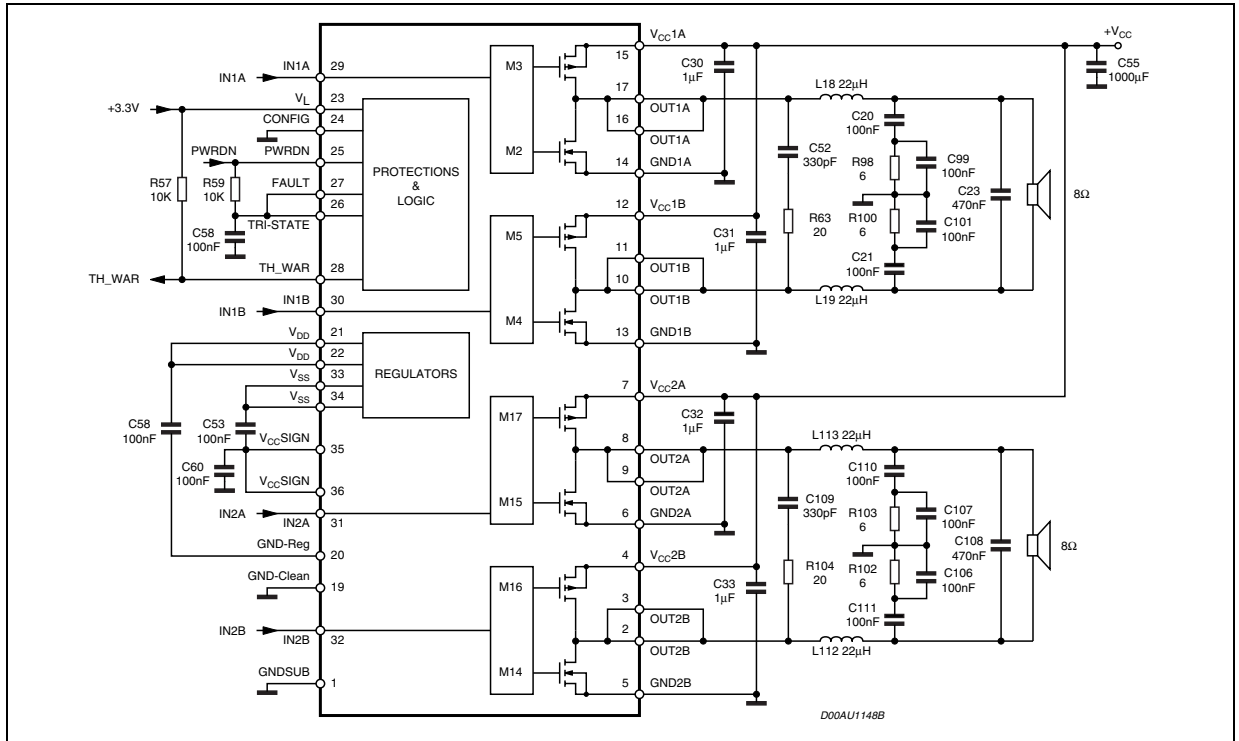 VCC1A
+VCC
15
C30
1µF
C55
1000µF
M3
IN1A
29
IN1A
17
L18 22µH
+3.3V
VL
23
OUT1A
C20
100nF
CONFIG
24
16
OUT1A
C52
330pF
C99
100nF
PWRDN
PWRDN
25
M2
14
GND1A
R98
6
R57
10K
R59
10K
FAULT
27
PROTECTIONS
&
LOGIC
C23
470nF
8Ω
26
TRI-STATE
12
VCC1B
C58
100nF
M5
C31
1µF
R63
20
R100
6
C101
100nF
11
OUT1B
C21
100nF
TH_WAR
TH_WAR
28
10
OUT1B
L19 22µH
IN1B
IN1B
30
M4
13
GND1B
VDD
21
VDD
22
VSS
33
VSS
34
REGULATORS
7
VCC2A
C58
100nF
C53
100nF
M17
C32
1µF
VCCSIGN
35
8
OUT2A
L113 22µH
C60
100nF
9
OUT2A
C110
100nF
VCCSIGN
36
M15
C109
330pF
C107
100nF
IN2A
IN2A
31
6
GND2A
R103
6
C108
470nF
8Ω
GND-Reg
20
4
VCC2B
GND-Clean
19
M16
C33
1µF
R104
20
R102
6
C106
100nF
3
OUT2B
C111
100nF
IN2B
IN2B
32
2
OUT2B
L112 22µH
GNDSUB
1
M14
5
GND2B
D00AU1148B